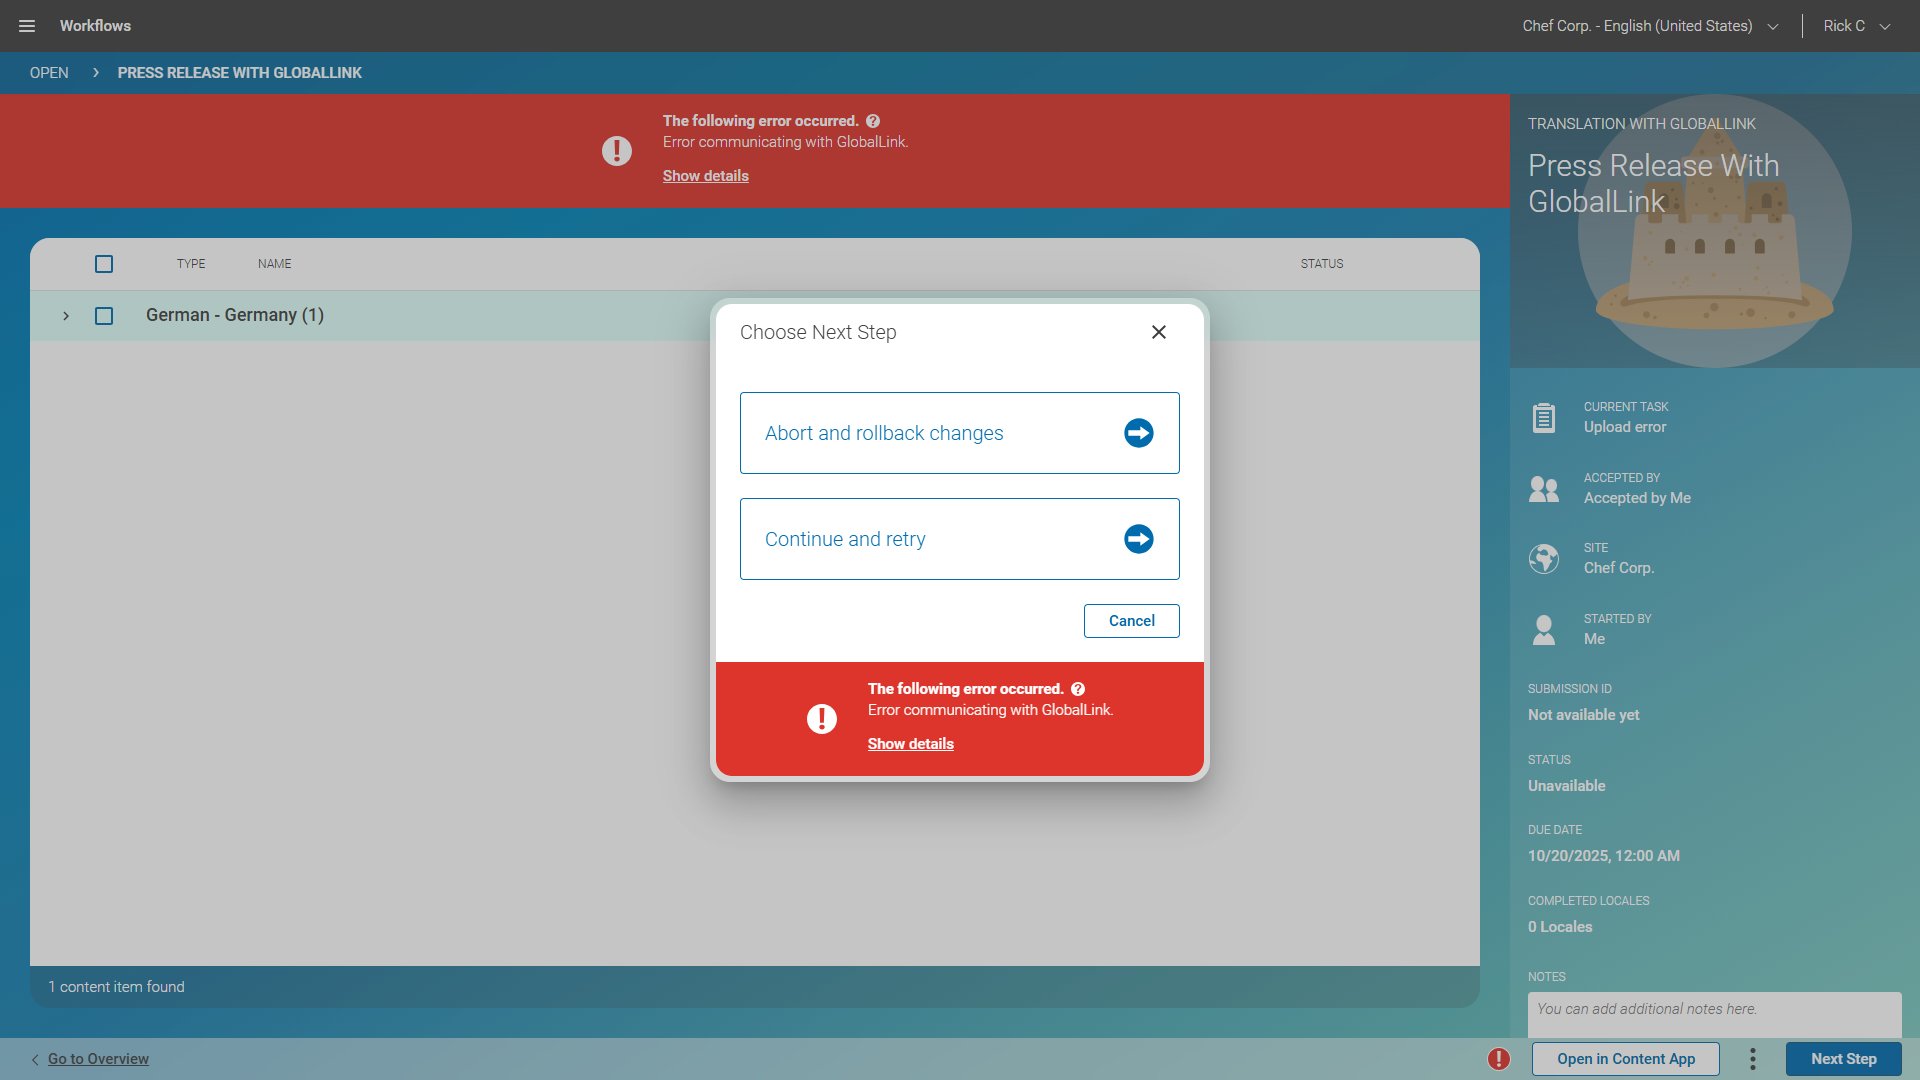 Workflows
Chef Corp. - English (United States)
Rick C
OPEN
PRESS RELEASE WITH GLOBALLINK
The following error occurred.
Error communicating with GlobalLink.
Show details
TYPE
NAME
STATUS
German - Germany (1)
Choose Next Step
Abort and rollback changes
Continue and retry
Cancel
The following error occurred.
Error communicating with GlobalLink.
Show details
1 content item found
TRANSLATION WITH GLOBALLINK
Press Release With
GlobalLink
CURRENT TASK
Upload error
ACCEPTED BY
Accepted by Me
SITE
Chef Corp.
STARTED BY
Me
SUBMISSION ID
Not available yet
STATUS
Unavailable
DUE DATE
10/20/2025, 12:00 AM
COMPLETED LOCALES
0 Locales
NOTES
You can add additional notes here.
Go to Overview
Open in Content App
Next Step